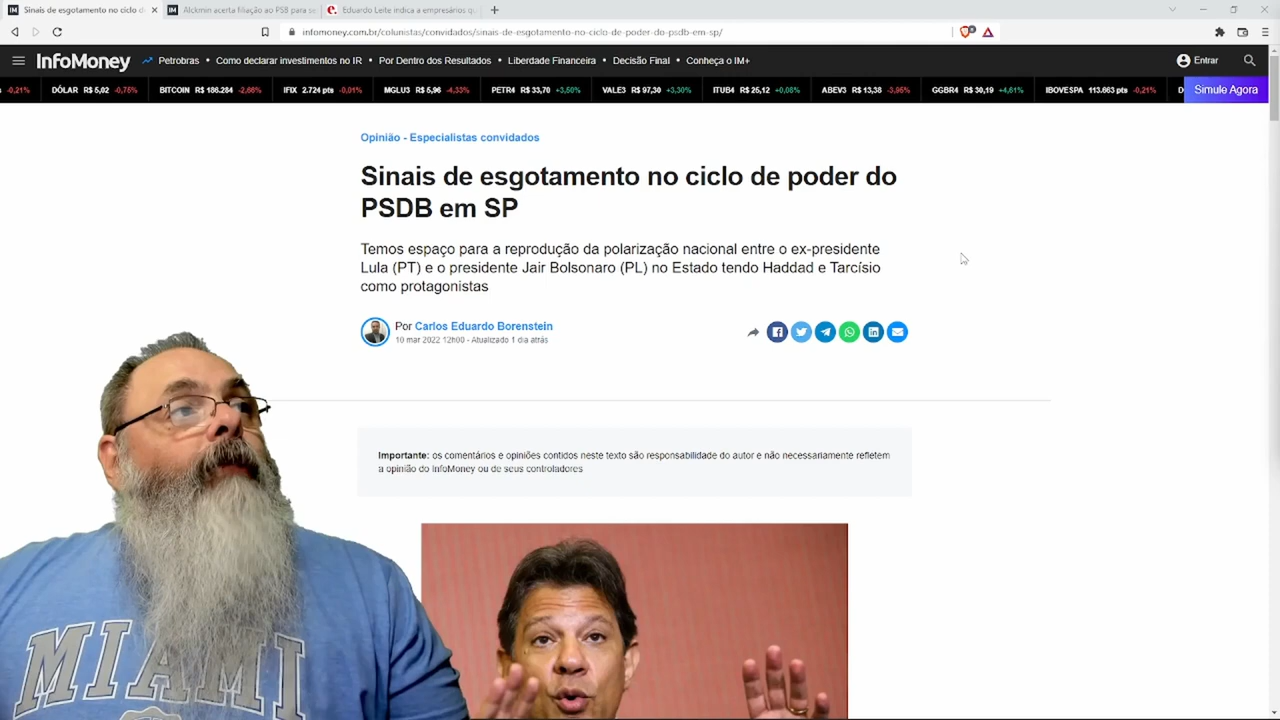 Sinais de esgotamento no ciclo d
Alckmin acerta filiação ao PSB para se
Eduardo Leite indica a empresários qu
infomoney.com.br/colunistas/convidados/sinais-de-esgotamento-no-ciclo-de-poder-do-psdb-em-sp/
InfoMoney
Petrobras • Como declarar investimentos no IR • Por Dentro dos Resultados • Liberdade Financeira • Decisão Final • Conheça o IM+
Entrar
-0,21% DÓLAR R$ 5,02 -0,75% BITCOIN R$ 186.284 -2,66% IFIX 2.724 pts -0,01% MGLU3 R$ 5,96 -4,33% PETR4 R$ 33,70 +3,50% VALE3 R$ 97,30 +3,30% ITUB4 R$ 25,12 +0,08% ABEV3 R$ 13,38 -3,95% GGBR4 R$ 30,19 +4,61% IBOVESPA 113.663 pts -0,21%
Simule Agora
Opinião - Especialistas convidados
Sinais de esgotamento no ciclo de poder do
PSDB em SP
Temos espaço para a reprodução da polarização nacional entre o ex-presidente
Lula (PT) e o presidente Jair Bolsonaro (PL) no Estado tendo Haddad e Tarcísio
como protagonistas
Por Carlos Eduardo Borenstein
10 mar 2022 12h00 - Atualizado 1 dia atrás
Importante: os comentários e opiniões contidos neste texto são responsabilidade do autor e não necessariamente refletem
a opinião do InfoMoney ou de seus controladores
MIAMI